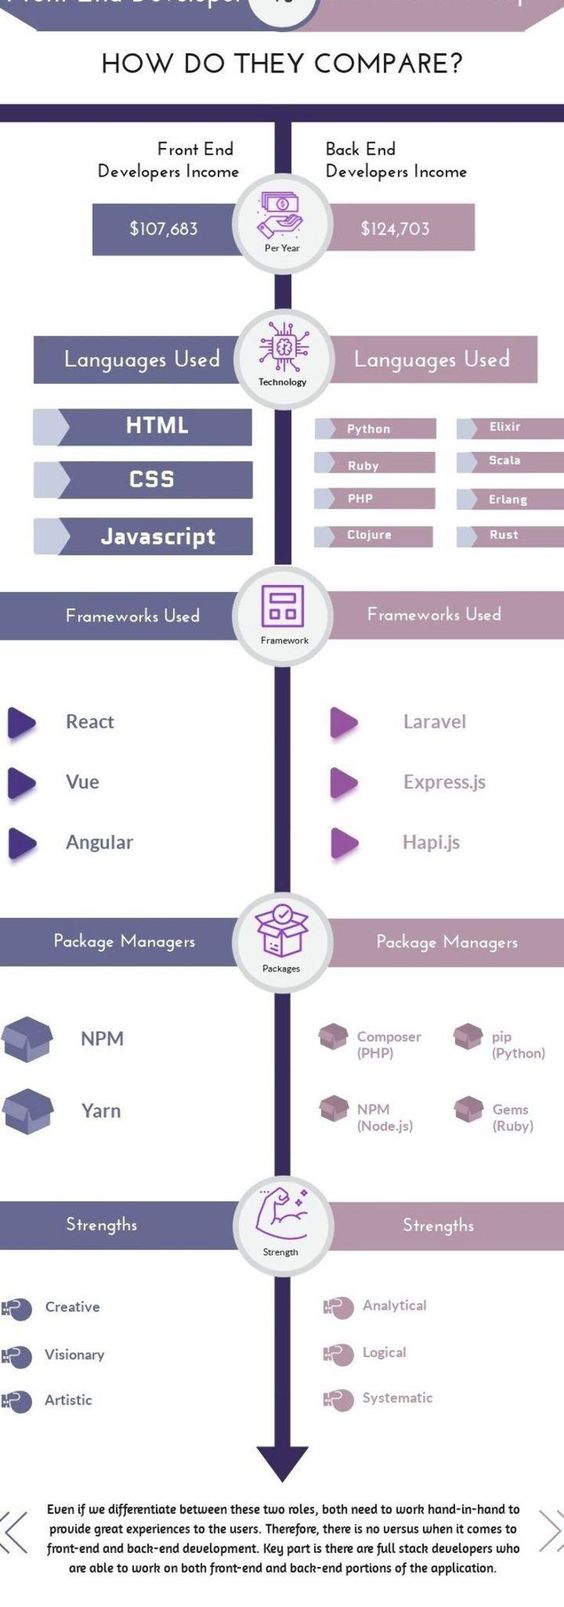 Front End Developer
HOW DO THEY COMPARE?
Front End
Developers Income
Back End
Developers Income
$107,683
Per Year
$124,703
Languages Used
Technology
Languages Used
HTML
CSS
Javascript
Python
Elixir
Ruby
Scala
PHP
Erlang
Clojure
Rust
Frameworks Used
Framework
Frameworks Used
React
Vue
Angular
Laravel
Express.js
Hapi.js
Package Managers
Packages
Package Managers
NPM
Yarn
Composer
(PHP)
pip
(Python)
NPM
(Node.js)
Gems
(Ruby)
Strengths
Strength
Strengths
Creative
Visionary
Artistic
Analytical
Logical
Systematic
Even if we differentiate between these two roles, both need to work hand-in-hand to
provide great experiences to the users. Therefore, there is no versus when it comes to
front-end and back-end development. Key part is there are full stack developers who
are able to work on both front-end and back-end portions of the application.